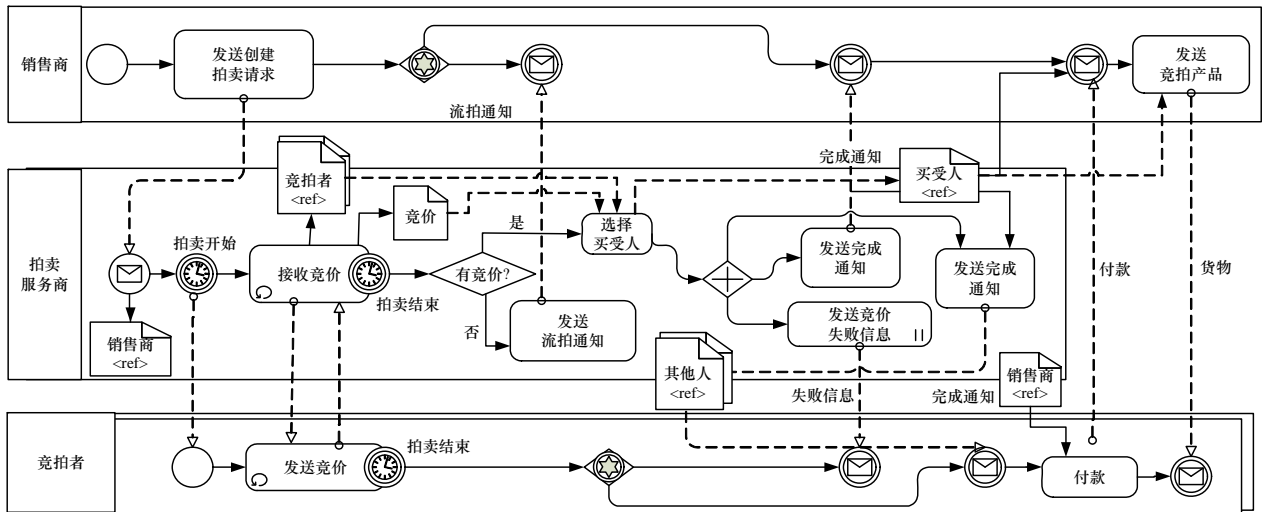 销售商
发送创建
拍卖请求
发送
竞拍产品
流拍通知
完成通知
付款
货物
拍卖
服务商
拍卖开始
销售商
<ref>
竞拍者
<ref>
竞价
接收竞价
拍卖结束
有竞价?
是
否
发送
流拍通知
选择
买受人
买受人
<ref>
发送完成
通知
发送完成
通知
发送竞价
失败信息
其他人
<ref>
失败信息
完成通知
销售商
<ref>
竞拍者
发送竞价
拍卖结束
付款